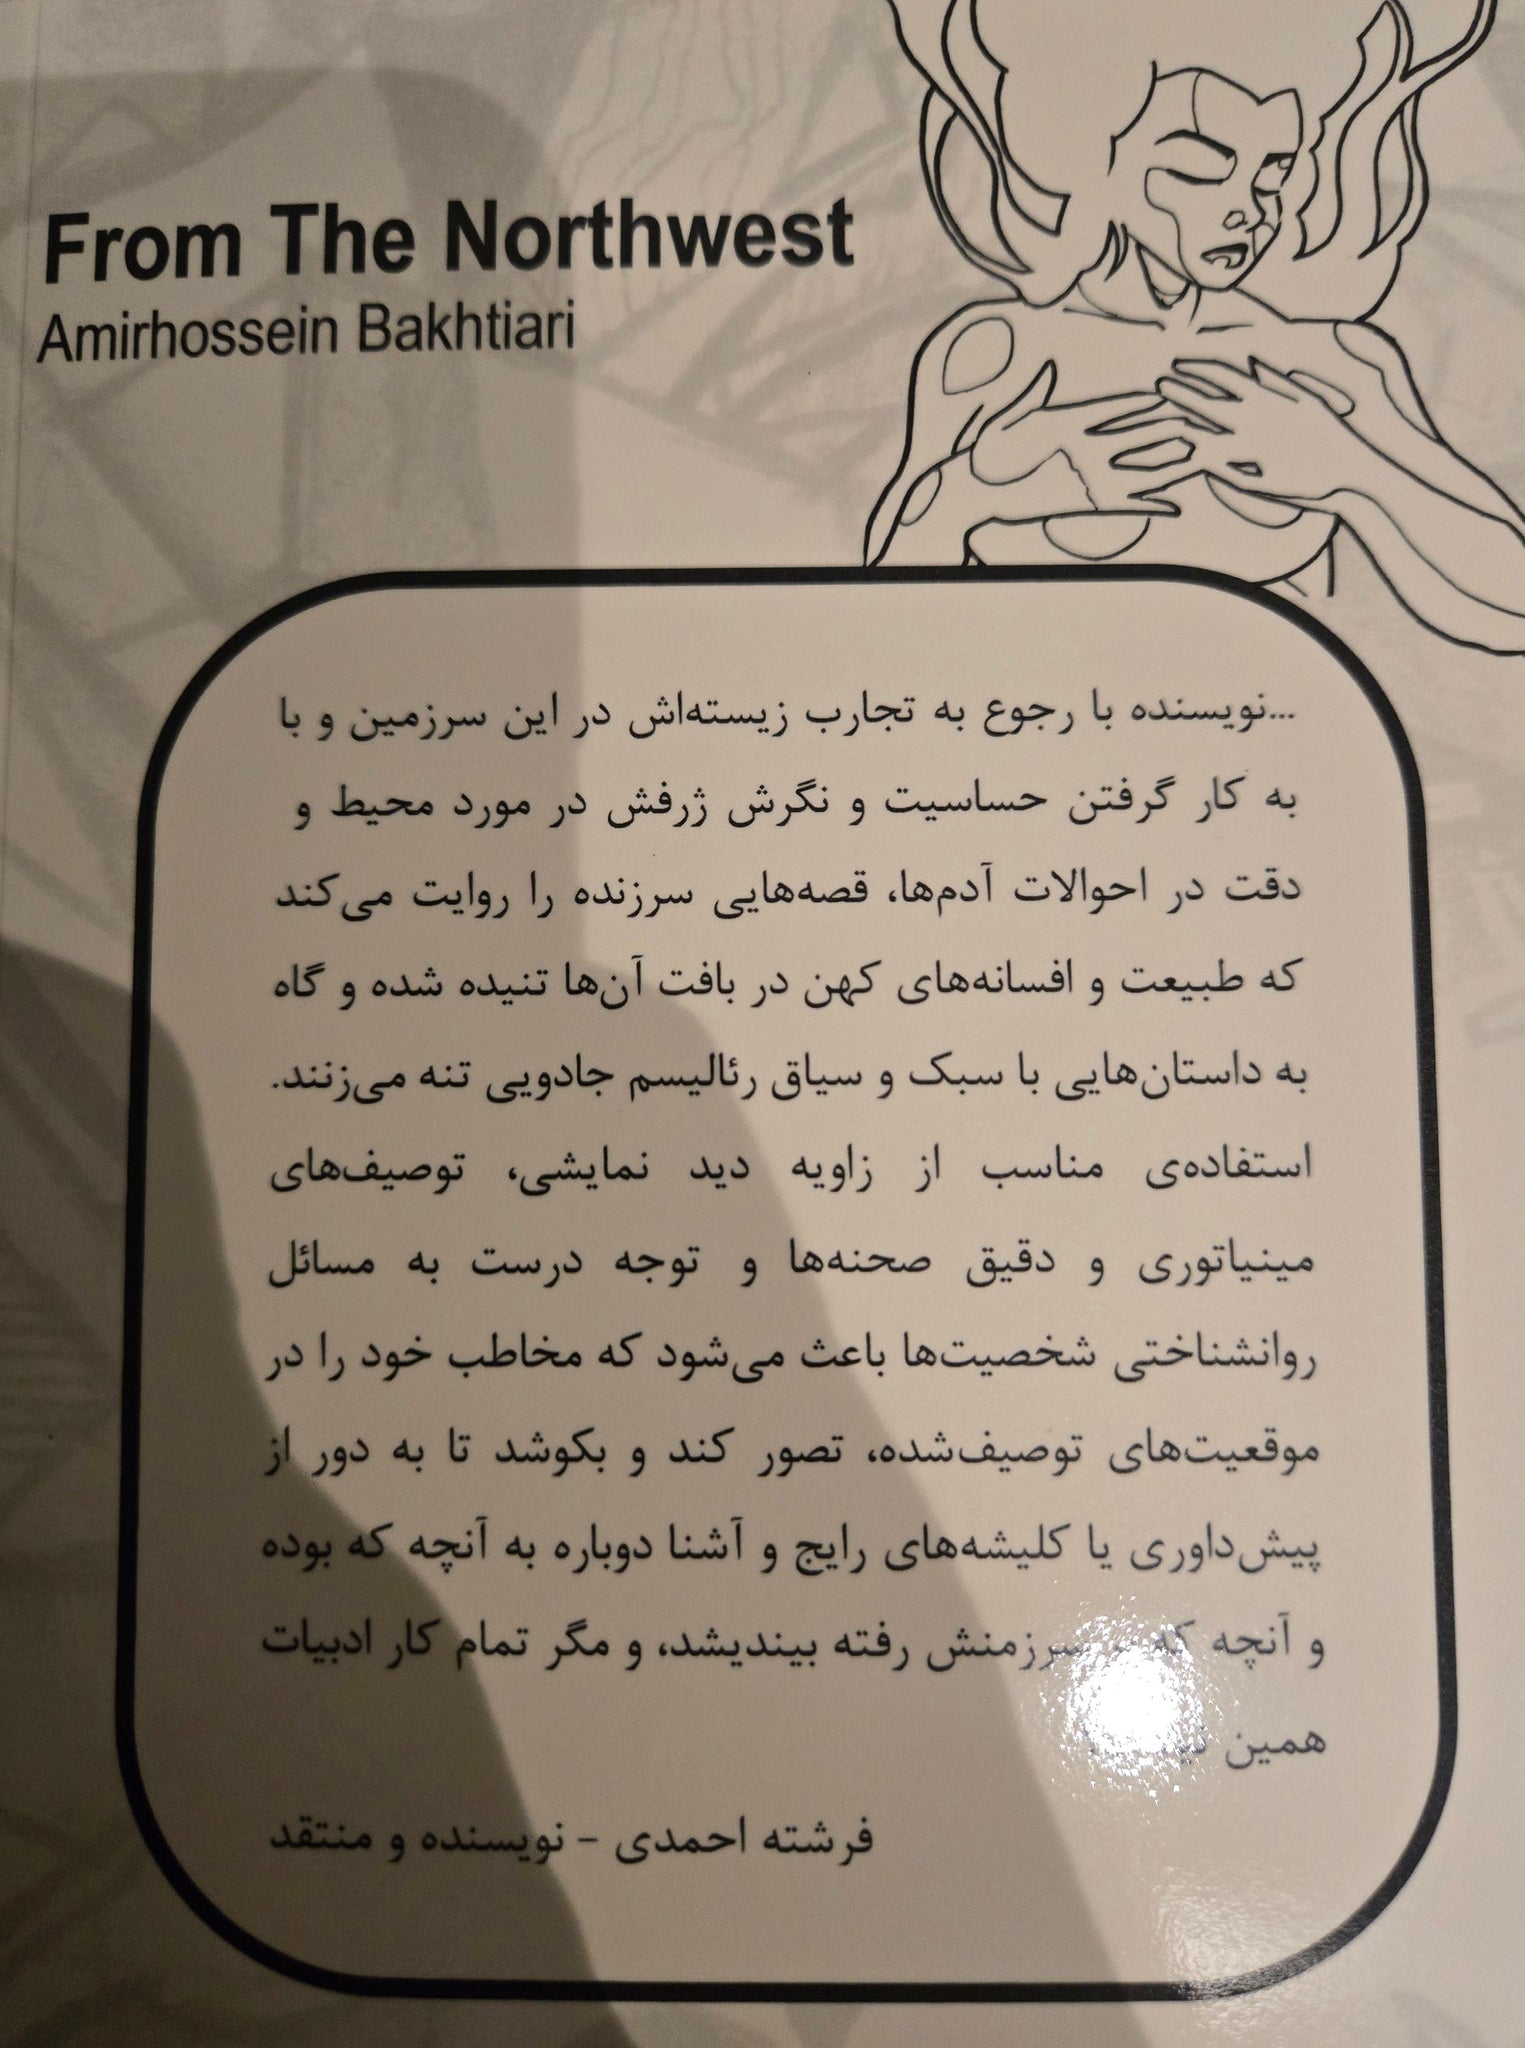 From The Northwest
Amirhossein Bakhtiari
...نویسنده با رجوع به تجارب زیسته‌اش در این سرزمین و با
به کار گرفتن حساسیت و نگرش ژرفش در مورد محیط و
دقت در احوالات آدم‌ها، قصه‌هایی سرزنده را روایت می‌کند
که طبیعت و افسانه‌های کهن در بافت آن‌ها تنیده شده و گاه
به داستان‌هایی با سبک و سیاق رئالیسم جادویی تنه می‌زنند.
استفاده‌ی مناسب از زاویه دید نمایشی، توصیف‌های
مینیاتوری و دقیق صحنه‌ها و توجه درست به مسائل
روانشناختی شخصیت‌ها باعث می‌شود که مخاطب خود را در
موقعیت‌های توصیف‌شده، تصور کند و بکوشد تا به دور از
پیش‌داوری یا کلیشه‌های رایج و آشنا دوباره به آنچه که بوده
و آنچه که سرزمنش رفته بیندیشد، و مگر تمام کار ادبیات
همین
فرشته احمدی - نویسنده و منتقد